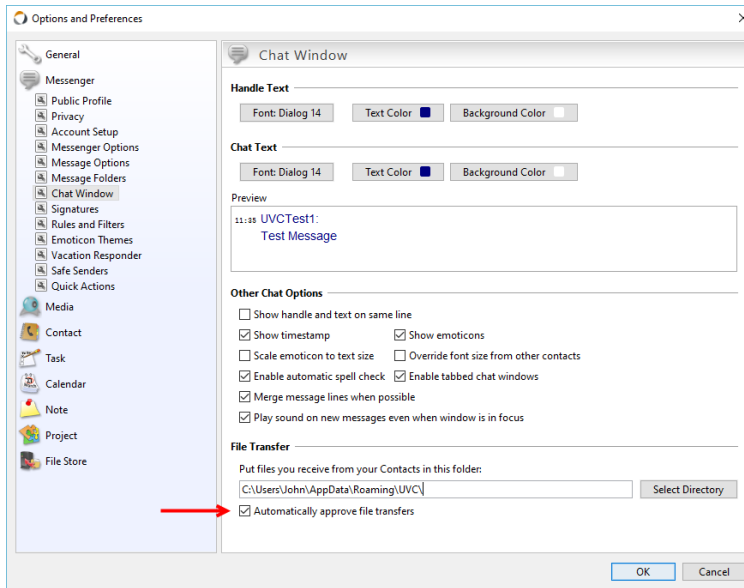 Options and Preferences
General
Messenger
Public Profile
Privacy
Account Setup
Messenger Options
Message Options
Message Folders
Chat Window
Signatures
Rules and Filters
Emoticon Themes
Vacation Responder
Safe Senders
Quick Actions
Media
Contact
Task
Calendar
Note
Project
File Store
Chat Window
Handle Text
Font: Dialog 14 Text Color Background Color
Chat Text
Font: Dialog 14 Text Color Background Color
Preview
11:35 UVCTest1:
Test Message
Other Chat Options
Show handle and text on same line
Show timestamp Show emoticons
Scale emoticon to text size Override font size from other contacts
Enable automatic spell check Enable tabbed chat windows
Merge message lines when possible
Play sound on new messages even when window is in focus
File Transfer
Put files you receive from your Contacts in this folder:
C:\Users\John\AppData\Roaming\UVC\ Select Directory
Automatically approve file transfers
OK Cancel